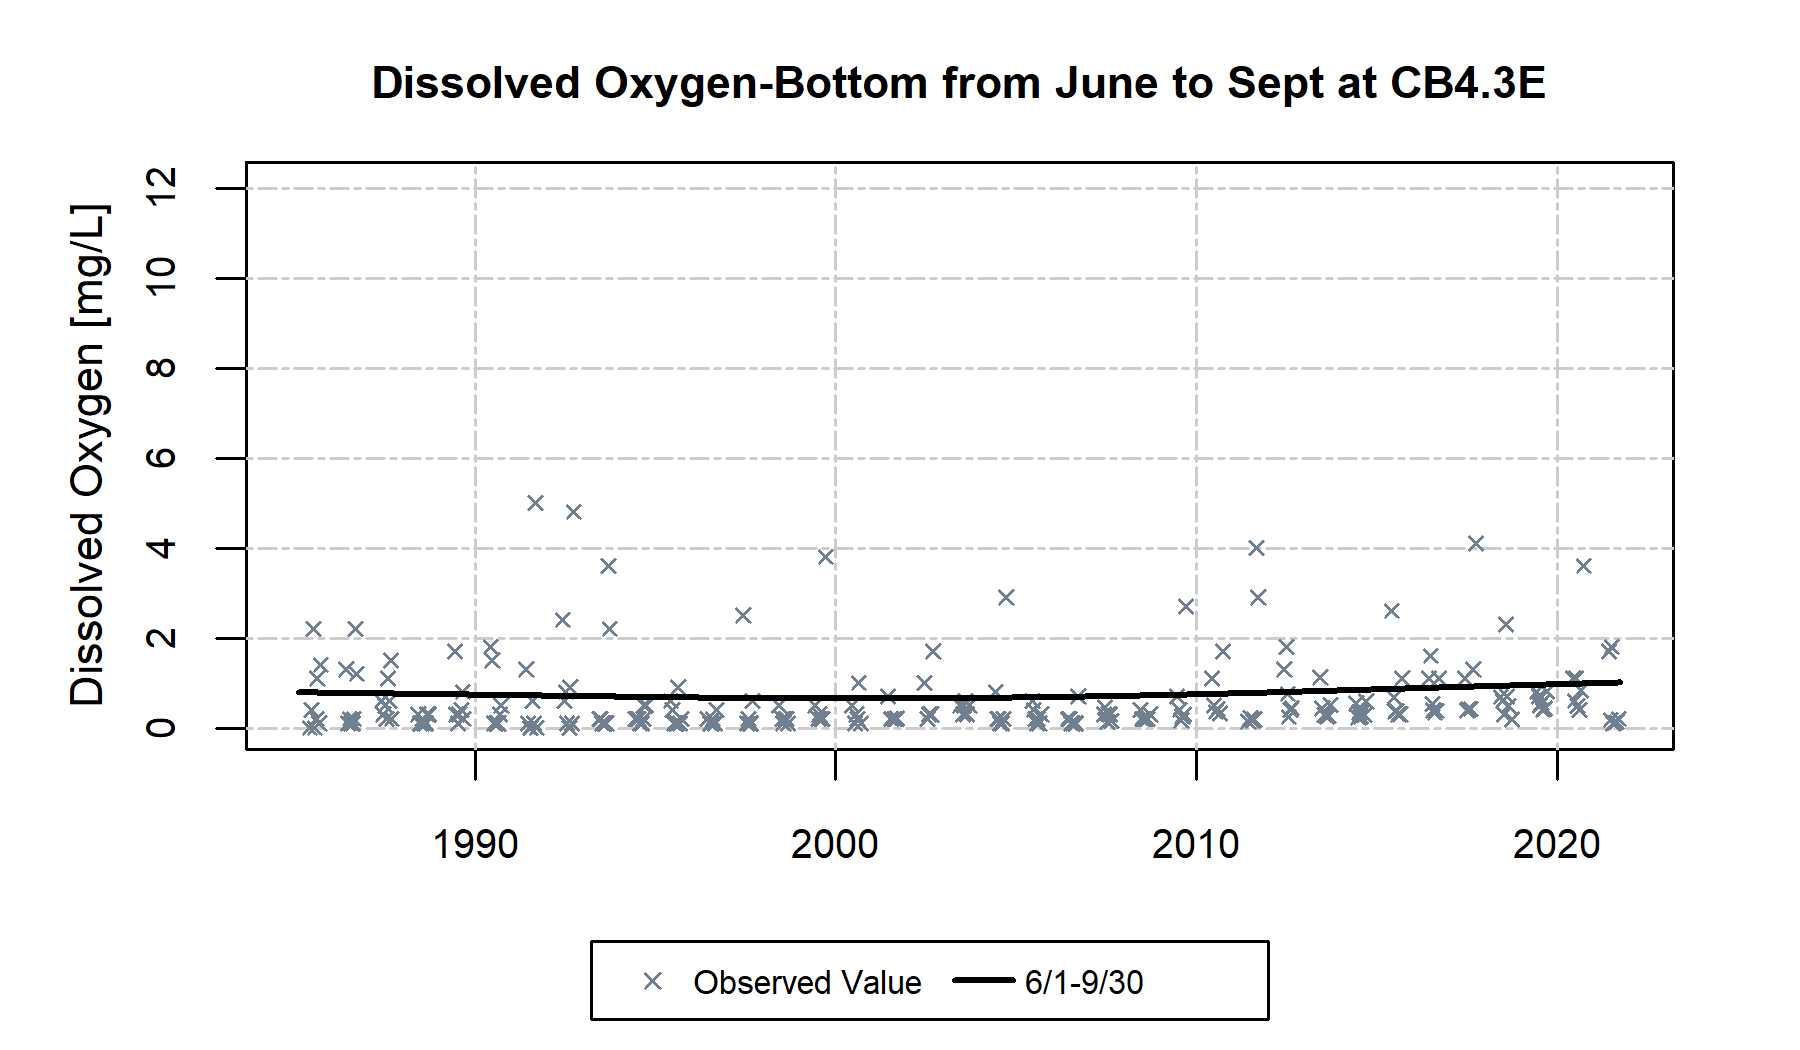 Dissolved Oxygen-Bottom from June to Sept at CB4.3E
Dissolved Oxygen [mg/L]
12
10
8
6
4
2
0
1990 2000 2010 2020
Observed Value 6/1-9/30